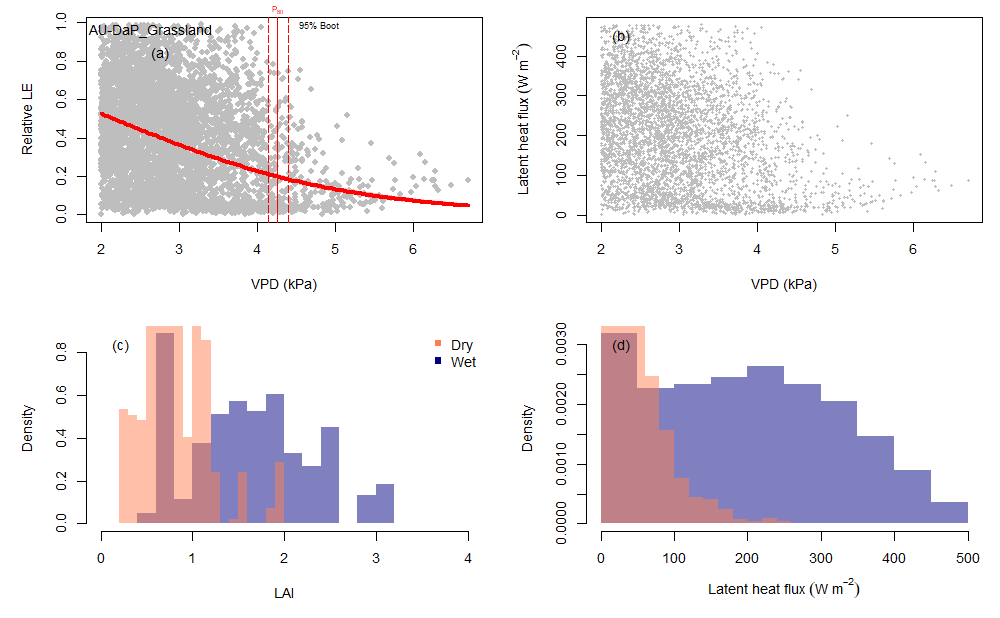 P50
95% Boot
AU-DaP_Grassland
(a)
Relative LE
0.0 0.2 0.4 0.6 0.8 1.0
2 3 4 5 6
VPD (kPa)
(b)
Latent heat flux (W m−2)
0 100 200 300 400
2 3 4 5 6
VPD (kPa)
(c)
Dry
Wet
Density
0.0 0.2 0.4 0.6 0.8
0 1 2 3 4
LAI
(d)
Density
0.0000 0.0010 0.0020 0.0030
0 100 200 300 400 500
Latent heat flux (W m−2)